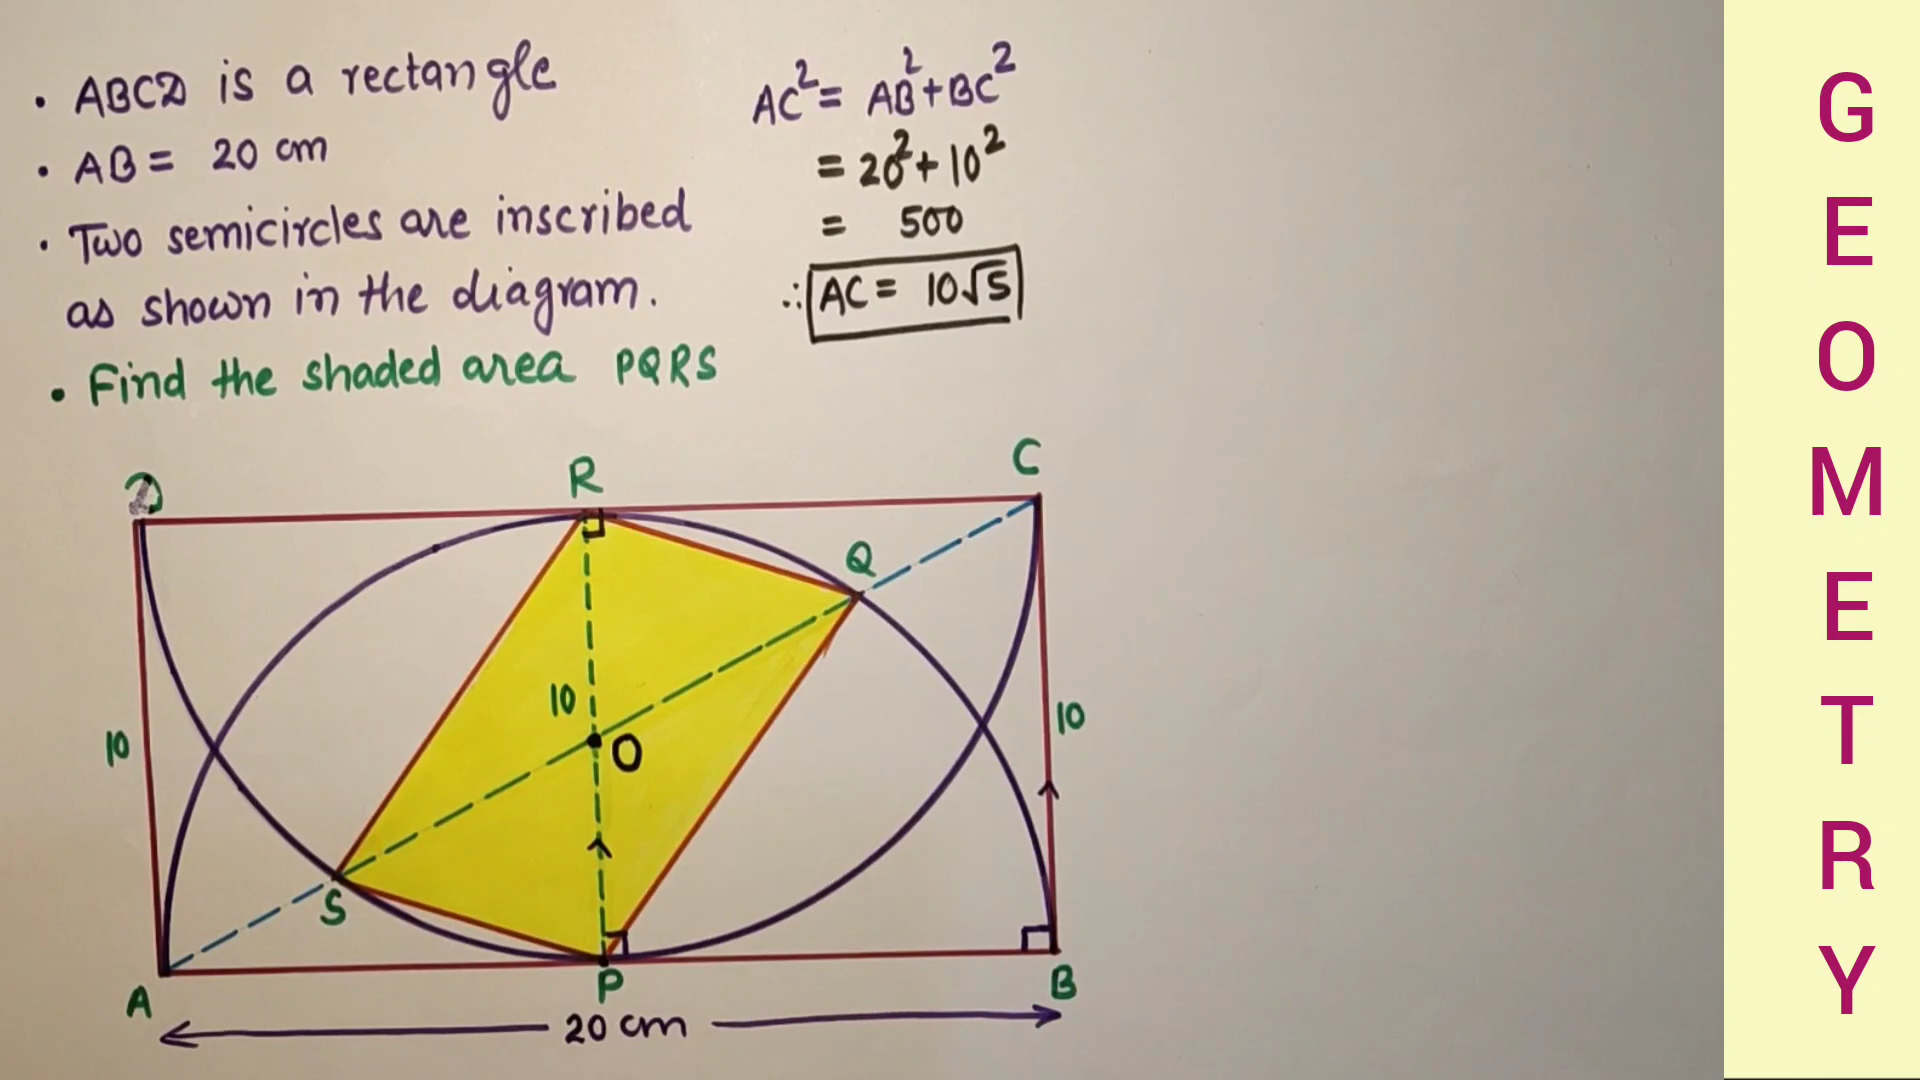 • ABCD is a rectangle
• AB = 20 cm
• Two semicircles are inscribed
as shown in the diagram.
• Find the shaded area PQRS
AC² = AB² + BC²
= 20² + 10²
= 500
∴ AC = 10√5
D
R
C
Q
10
10
10
O
S
A
P
B
20 cm
G
E
O
M
E
T
R
Y